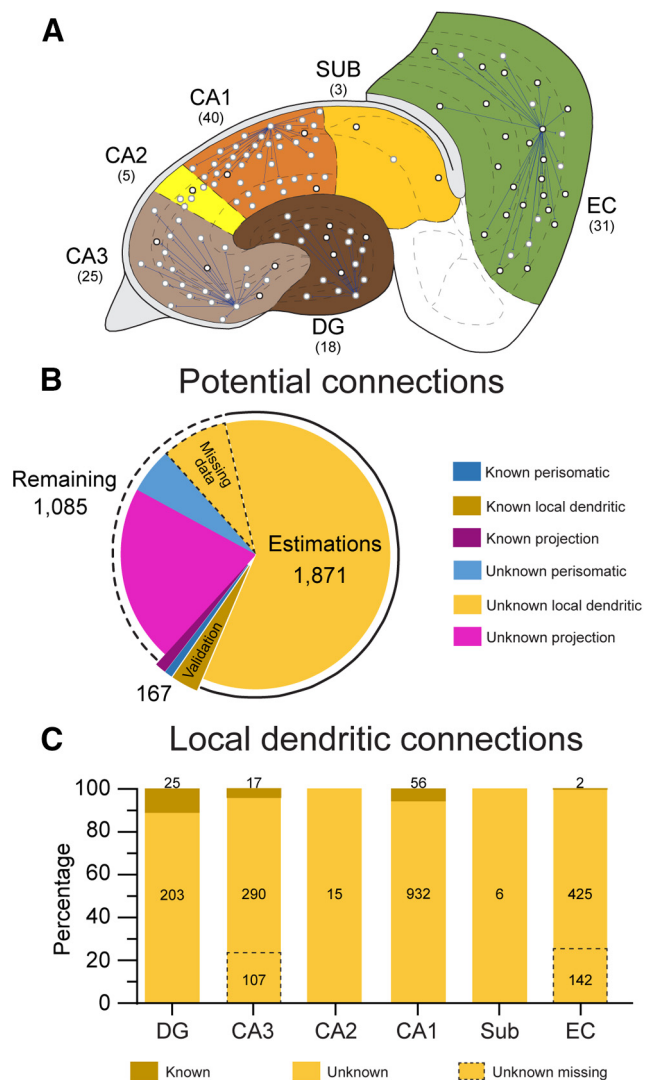 A
SUB
(3)
CA1
(40)
CA2
(5)
CA3
(25)
EC
(31)
DG
(18)
B
Potential connections
Missing
data
Remaining
1,085
Estimations
1,871
Validation
167
Known perisomatic
Known local dendritic
Known projection
Unknown perisomatic
Unknown local dendritic
Unknown projection
C
Local dendritic connections
Percentage
100
80
60
40
20
0
25
17
56
2
203
290
15
932
6
425
107
142
DG
CA3
CA2
CA1
Sub
EC
Known
Unknown
Unknown missing